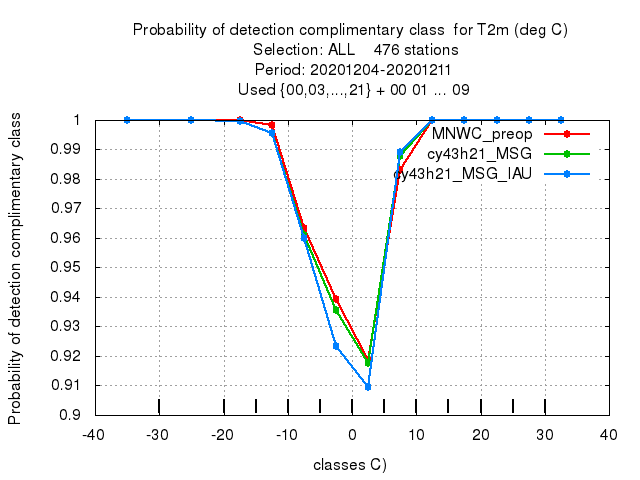 Probability of detection complimentary class  for T2m (deg C)
Selection: ALL    476 stations
Period: 20201204-20201211
Used {00,03,...,21} + 00 01 ... 09
Probability of detection complimentary class
1
0.99
0.98
0.97
0.96
0.95
0.94
0.93
0.92
0.91
0.9
MNWC_preop
cy43h21_MSG
cy43h21_MSG_IAU
-40 -30 -20 -10 0 10 20 30 40
classes C)